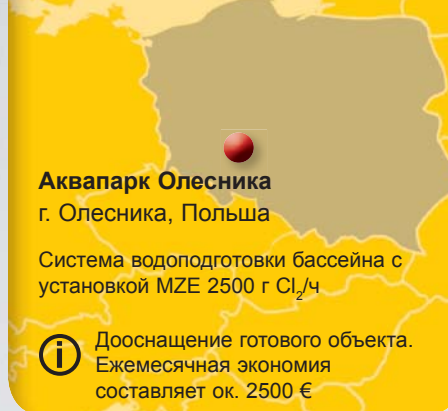 Аквапарк Олесника
г. Олесника, Польша
Система водоподготовки бассейна с
установкой MZE 2500 г Cl₂/ч
Дооснащение готового объекта.
Ежемесячная экономия
составляет ок. 2500 €